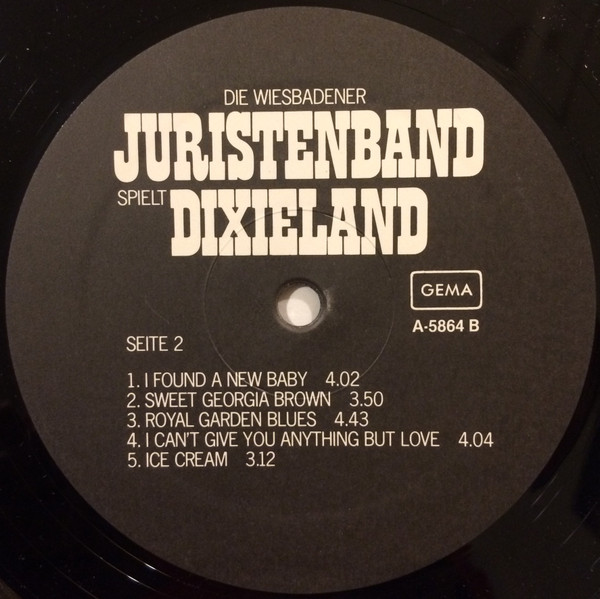 DIE WIESBADENER
JURISTENBAND
SPIELT DIXIELAND
GEMA
A-5864 B
SEITE 2
1. I FOUND A NEW BABY 4.02
2. SWEET GEORGIA BROWN 3.50
3. ROYAL GARDEN BLUES 4.43
4. I CAN'T GIVE YOU ANYTHING BUT LOVE 4.04
5. ICE CREAM 3.12